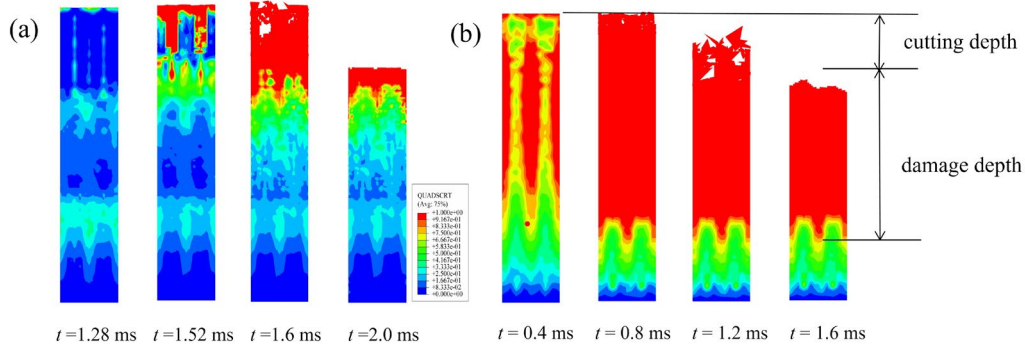 (a)
(b)
cutting depth
damage depth
QUADSCRT
(Avg: 75%)
+1.000e+00
+9.167e-01
+8.333e-01
+7.500e-01
+6.667e-01
+5.833e-01
+5.000e-01
+4.167e-01
+3.333e-01
+2.500e-01
+1.667e-01
+8.333e-02
+0.000e+00
t =1.28 ms
t =1.52 ms
t =1.6 ms
t =2.0 ms
t = 0.4 ms
t = 0.8 ms
t = 1.2 ms
t = 1.6 ms